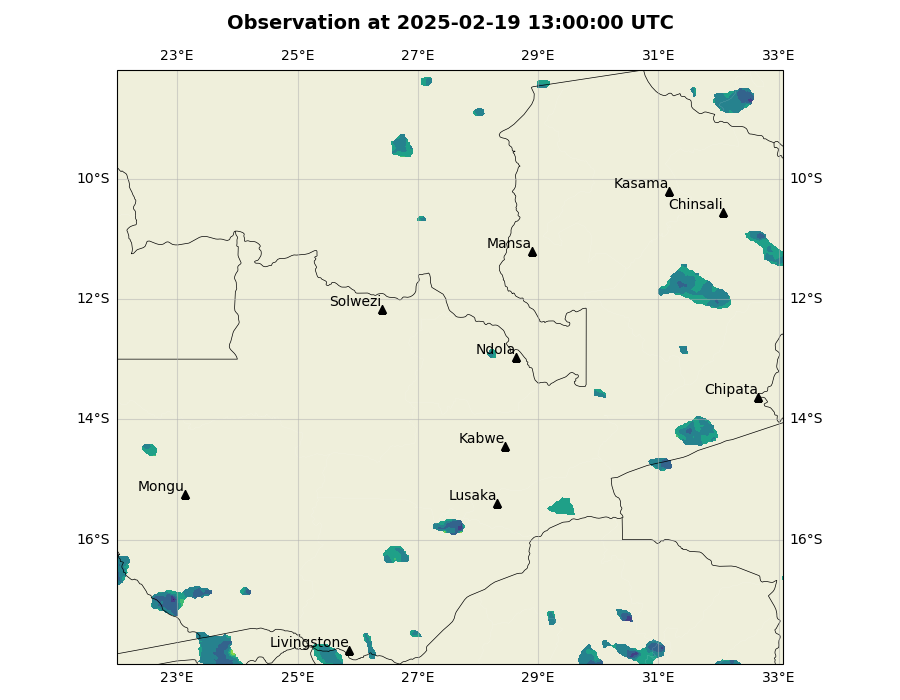 Observation at 2025-02-19 13:00:00 UTC
23°E 25°E 27°E 29°E 31°E 33°E
10°S 10°S
Kasama
Chinsali
Mansa
12°S 12°S
Solwezi
Ndola
Chipata
14°S 14°S
Kabwe
Mongu
Lusaka
16°S 16°S
Livingstone
23°E 25°E 27°E 29°E 31°E 33°E